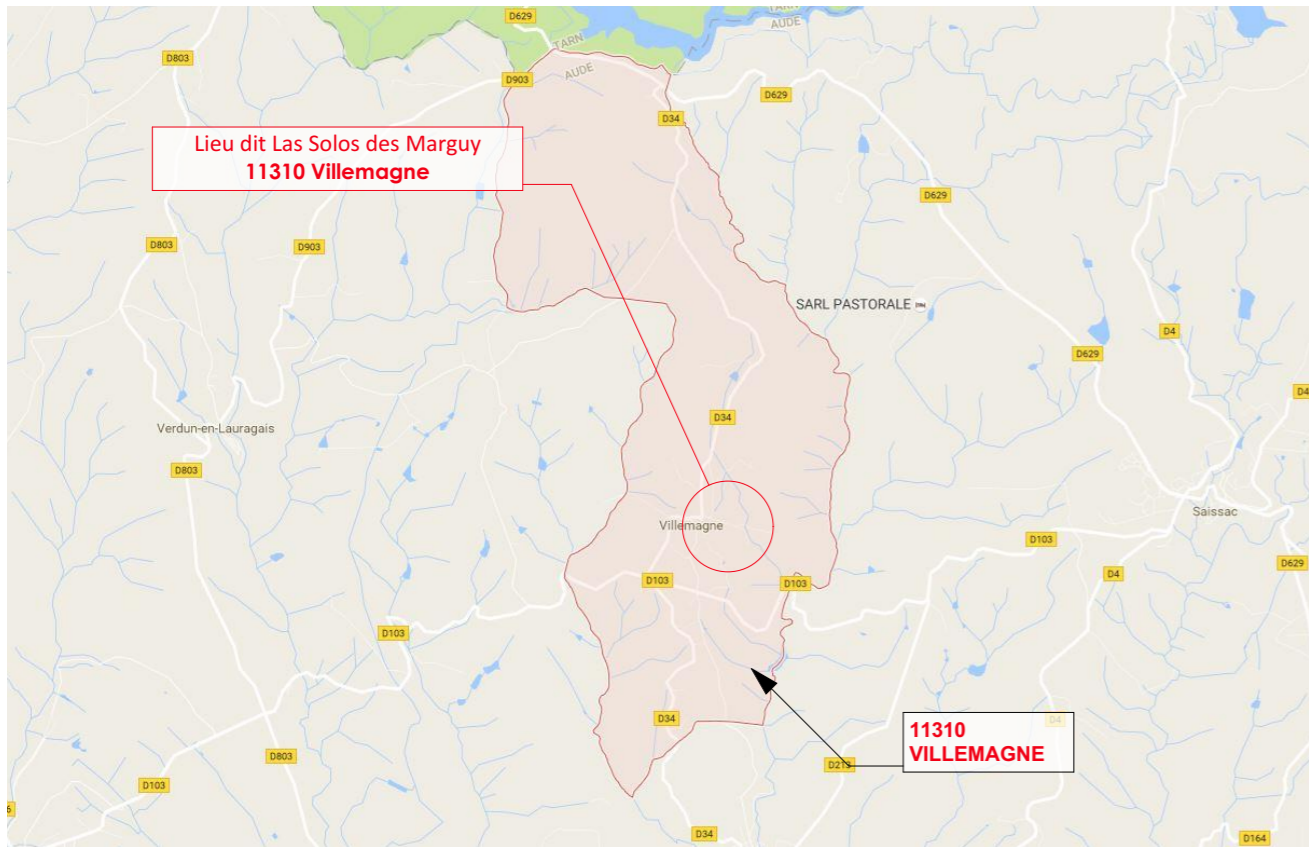 D629
TARN
AUDE
TARN
AUDE
D803
D903
D629
D34
Lieu dit Las Solos des Marguy
11310 Villemagne
D629
D803
D903
SARL PASTORALE
D4
D629
D4
D34
Verdun-en-Lauragais
D803
Saissac
Villemagne
D103
D629
D103
D103
D4
D103
D34
D4
11310
VILLEMAGNE
D803
D213
D103
6
D34
D164